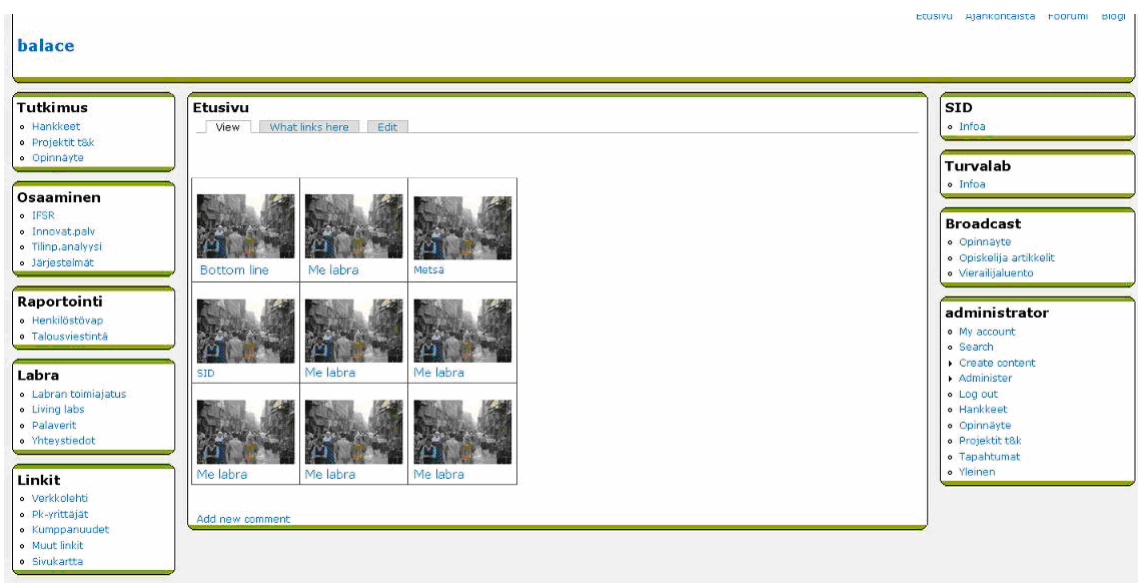 Etusivu Ajankohtaista Foorumi Blogi
balace
Tutkimus
Hankkeet
Projektit t&k
Opinnäyte
Osaaminen
IFSR
Innovat.palv
Tilinp.analyysi
Järjestelmät
Raportointi
Henkilöstövap
Talousviestintä
Labra
Labran toimiajatus
Living labs
Palaverit
Yhteystiedot
Linkit
Verkkolehti
Pk-yrittäjät
Kumppanuudet
Muut linkit
Sivukartta
Etusivu
View What links here Edit
Bottom line Me labra Metsä
SID Me labra Me labra
Me labra Me labra Me labra
Add new comment
SID
Infoa
Turvalab
Infoa
Broadcast
Opinnäyte
Opiskelija artikkelit
Vierailijaluento
administrator
My account
Search
Create content
Administer
Log out
Hankkeet
Opinnäyte
Projektit t&k
Tapahtumat
Yleinen